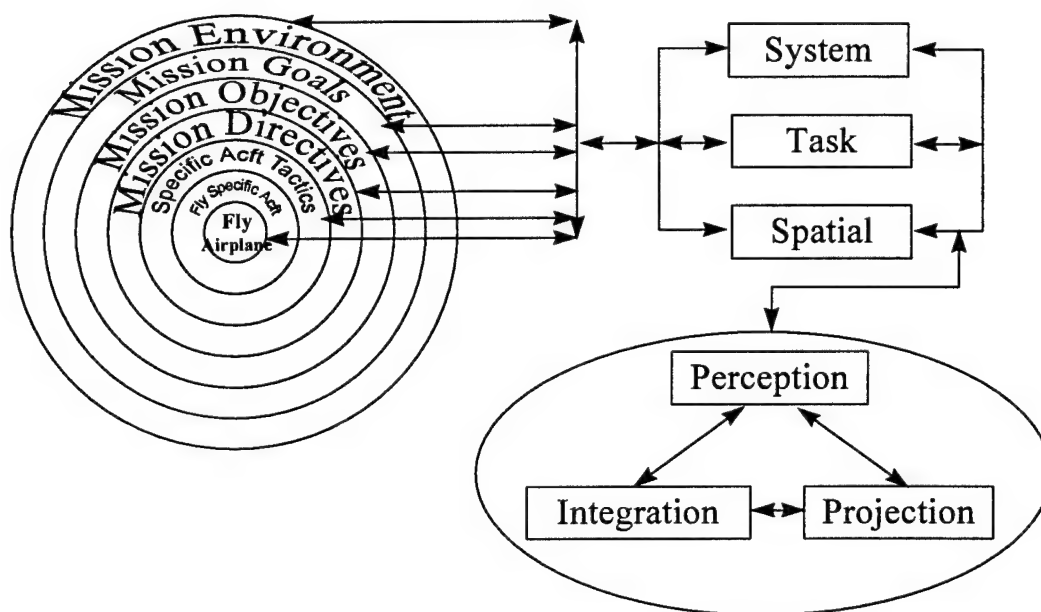 Mission Environment
Mission Goals
Mission Objectives
Mission Directives
Specific Acft Tactics
Fly Specific Acft
Fly
Airplane
System
Task
Spatial
Perception
Integration
Projection